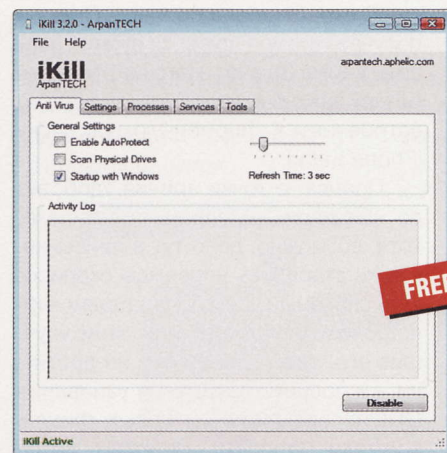 iKill 3.2.0 - ArpanTECH
File Help
iKill
ArpanTECH
arpantech.aphelic.com
Anti Virus Settings Processes Services Tools
General Settings
Enable AutoProtect
Scan Physical Drives
Startup with Windows
Refresh Time: 3 sec
Activity Log
FREE
Disable
iKill Active